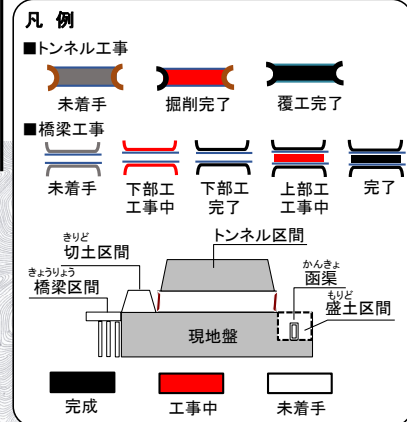 凡 例
■トンネル工事
未着手 掘削完了 覆工完了
■橋梁工事
未着手 下部工工事中 下部工完了 上部工工事中 完了
きりど
切土区間
トンネル区間
きょうりょう
橋梁区間
かんきょ
函渠
もりど
盛土区間
現地盤
完成 工事中 未着手